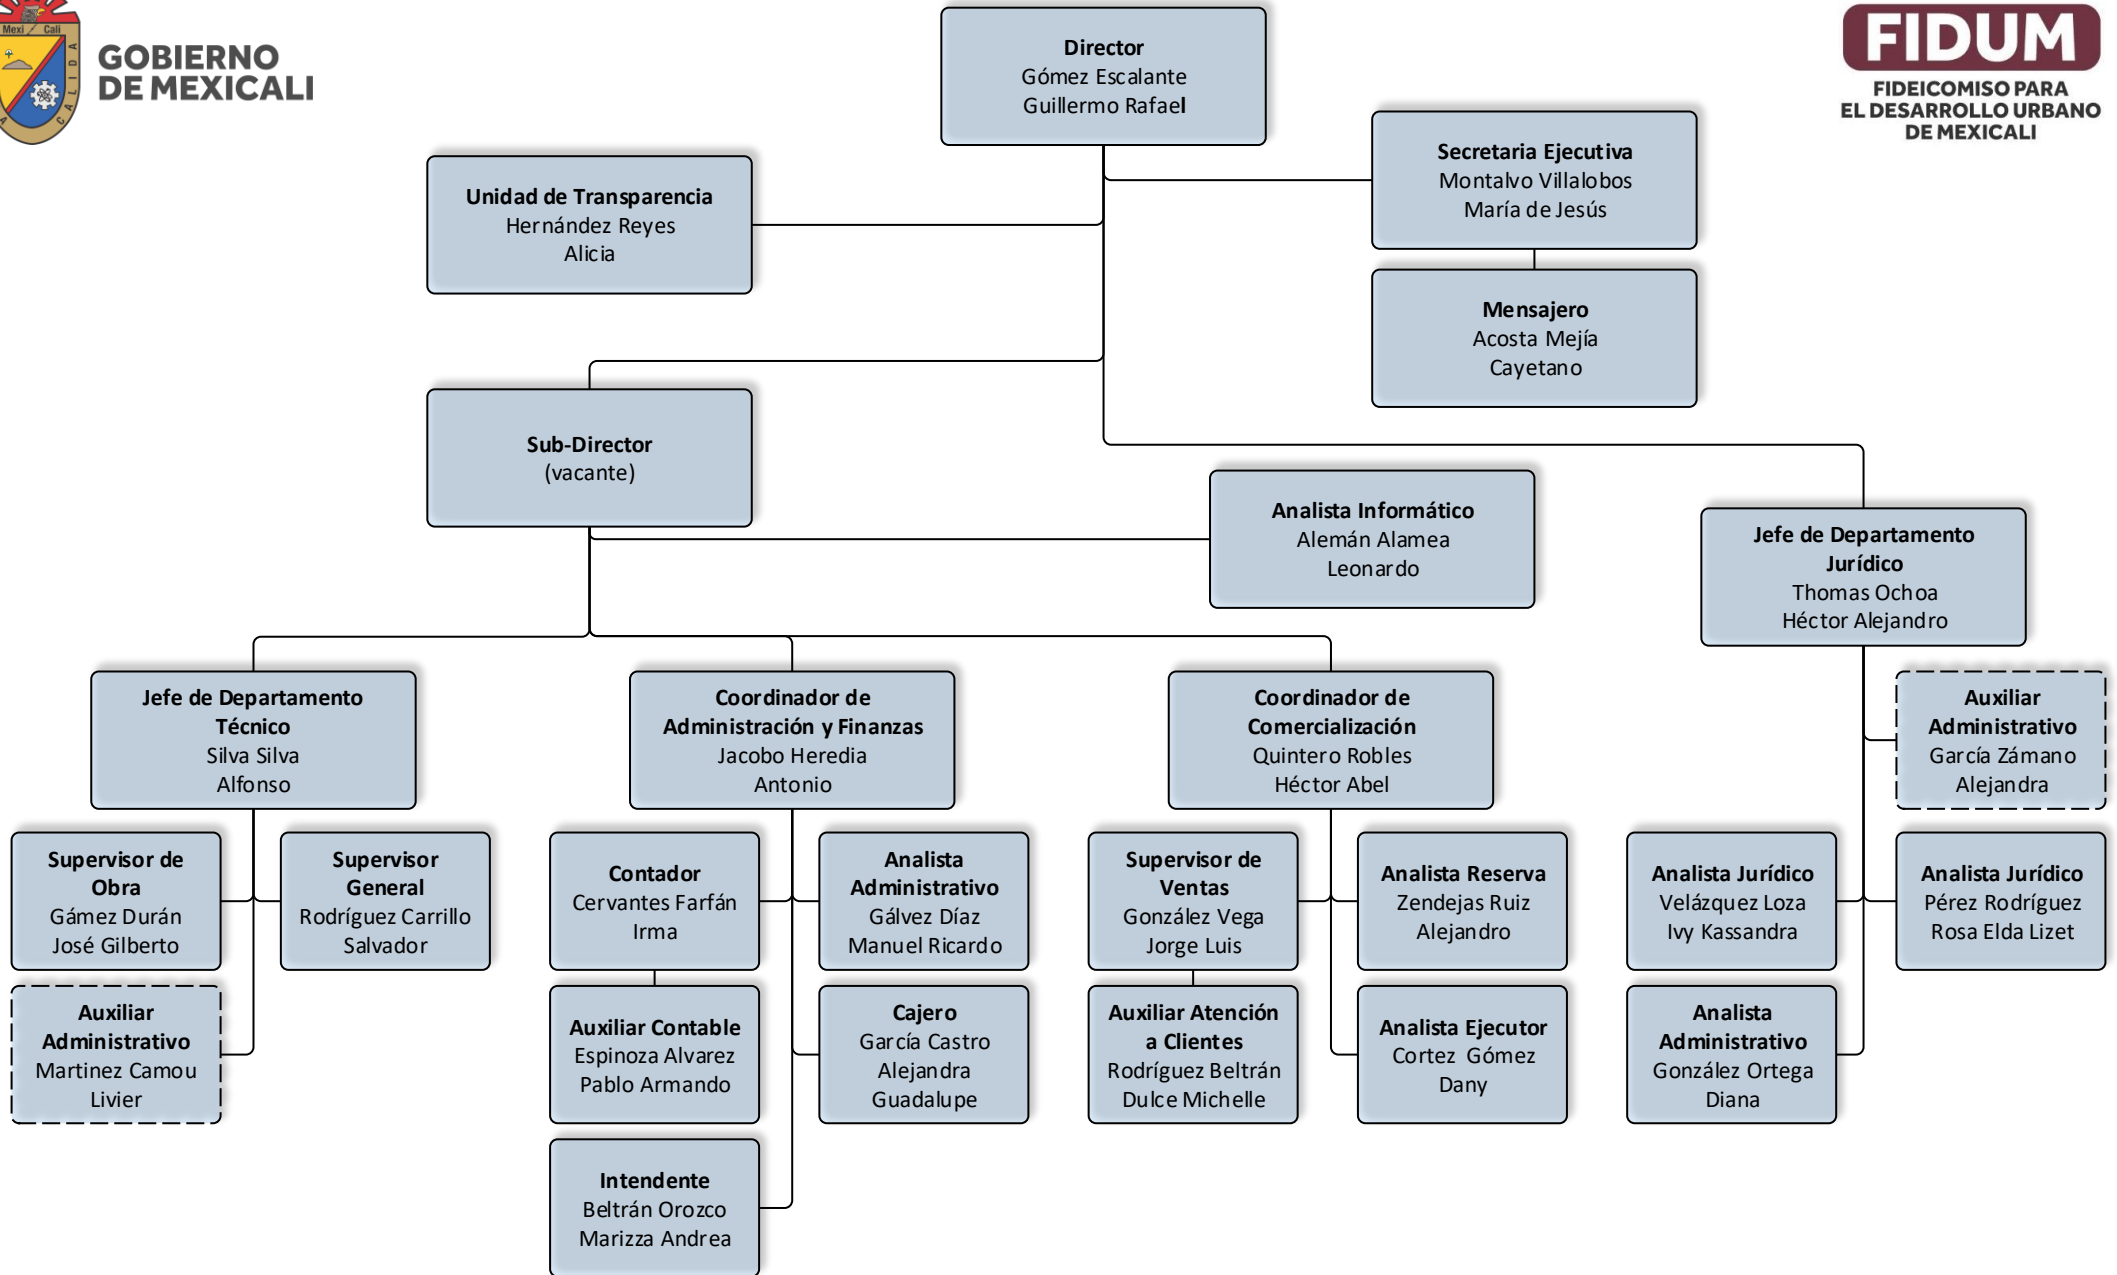 Mexi Cali
A CALIDA
GOBIERNO
DE MEXICALI
FIDUM
FIDEICOMISO PARA
EL DESARROLLO URBANO
DE MEXICALI
Director
Gómez Escalante
Guillermo Rafael
Secretaria Ejecutiva
Montalvo Villalobos
María de Jesús
Unidad de Transparencia
Hernández Reyes
Alicia
Mensajero
Acosta Mejía
Cayetano
Sub-Director
(vacante)
Analista Informático
Alemán Alamea
Leonardo
Jefe de Departamento
Jurídico
Thomas Ochoa
Héctor Alejandro
Jefe de Departamento
Técnico
Silva Silva
Alfonso
Coordinador de
Administración y Finanzas
Jacobo Heredia
Antonio
Coordinador de
Comercialización
Quintero Robles
Héctor Abel
Auxiliar
Administrativo
García Zámano
Alejandra
Supervisor de
Obra
Gámez Durán
José Gilberto
Supervisor
General
Rodríguez Carrillo
Salvador
Contador
Cervantes Farfán
Irma
Analista
Administrativo
Gálvez Díaz
Manuel Ricardo
Supervisor de
Ventas
González Vega
Jorge Luis
Analista Reserva
Zendejas Ruiz
Alejandro
Analista Jurídico
Velázquez Loza
Ivy Kassandra
Analista Jurídico
Pérez Rodríguez
Rosa Elda Lizet
Auxiliar
Administrativo
Martinez Camou
Livier
Auxiliar Contable
Espinoza Alvarez
Pablo Armando
Cajero
García Castro
Alejandra
Guadalupe
Auxiliar Atención
a Clientes
Rodríguez Beltrán
Dulce Michelle
Analista Ejecutor
Cortez Gómez
Dany
Analista
Administrativo
González Ortega
Diana
Intendente
Beltrán Orozco
Marizza Andrea